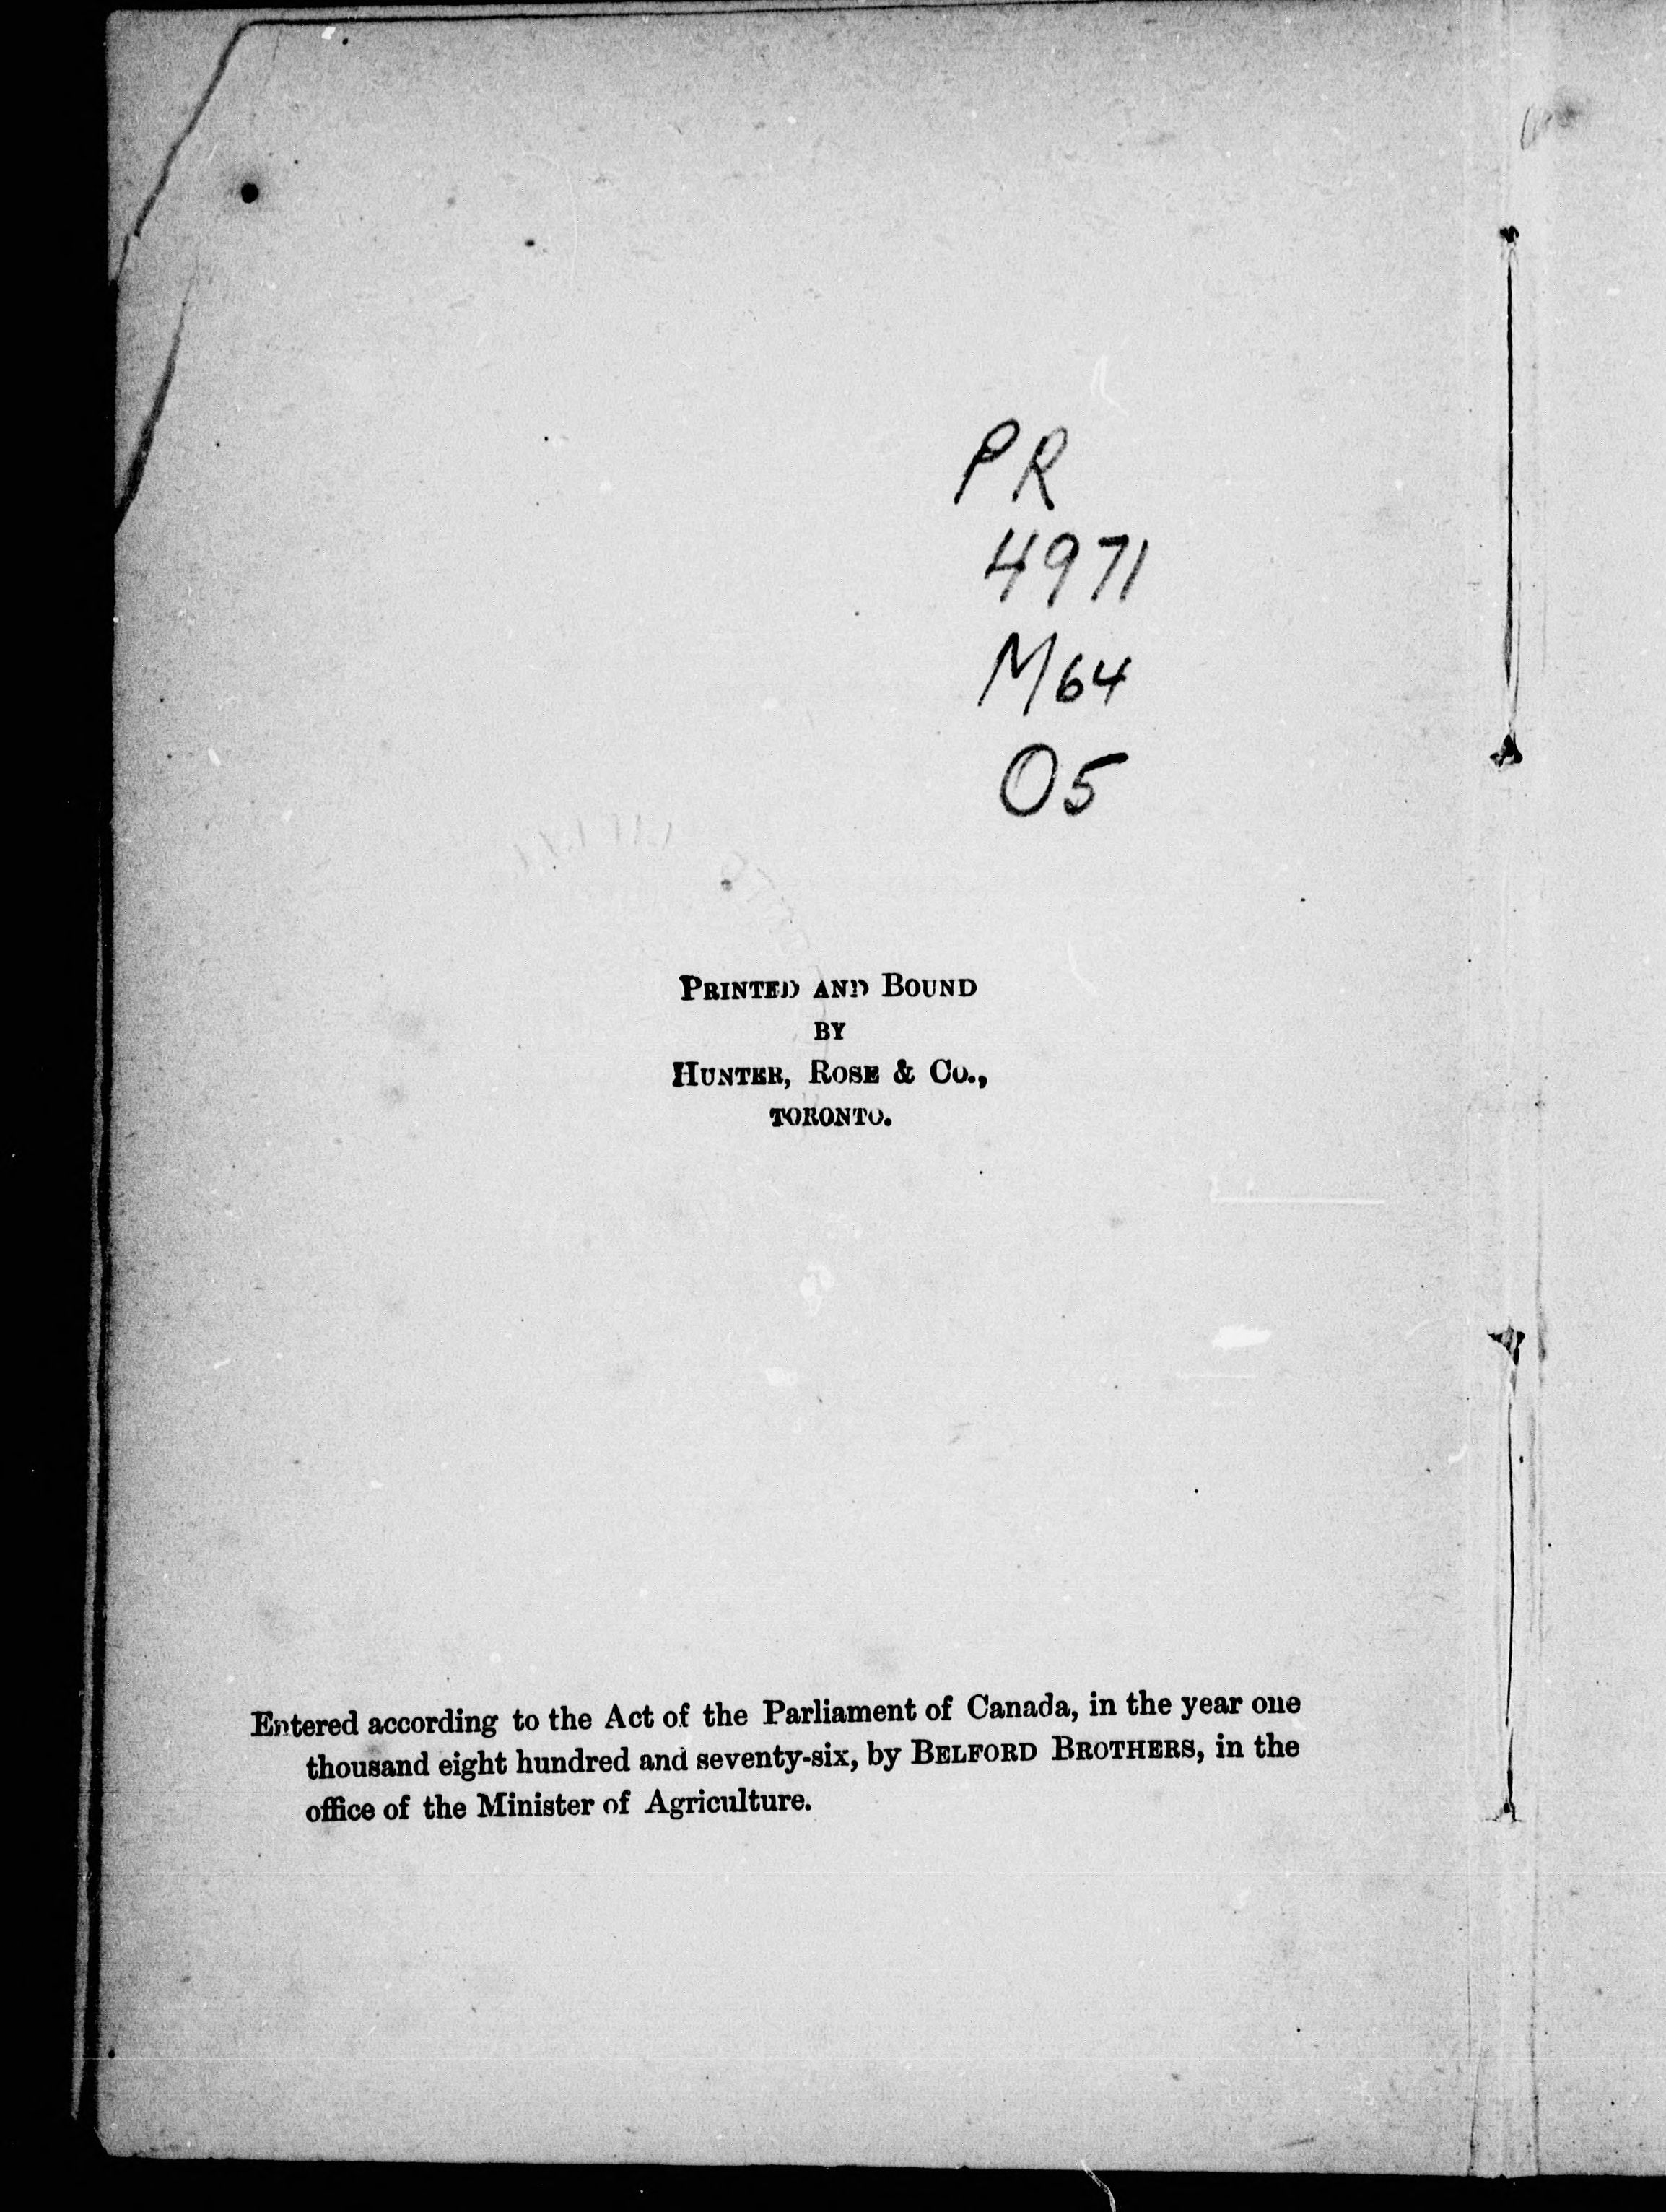 PR
4971
M64
O5
PRINTED AND BOUND
BY
HUNTER, ROSE & CO.,
TORONTO.
Entered according to the Act of the Parliament of Canada, in the year one
thousand eight hundred and seventy-six, by BELFORD BROTHERS, in the
office of the Minister of Agriculture.